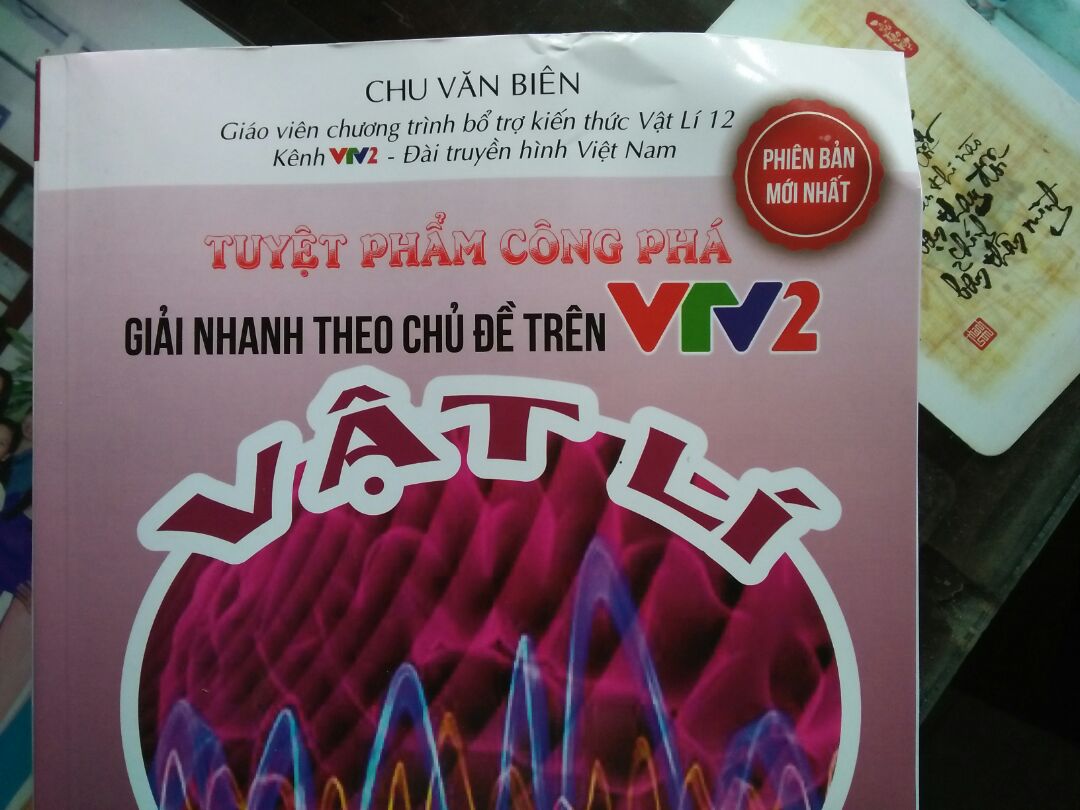 CHU VĂN BIÊN
Giáo viên chương trình bổ trợ kiến thức Vật Lí 12
Kênh VTV2 - Đài truyền hình Việt Nam
PHIÊN BẢN
MỚI NHẤT
TUYỆT PHẨM CÔNG PHÁ
GIẢI NHANH THEO CHỦ ĐỀ TRÊN VTV2
VẬT LÍ